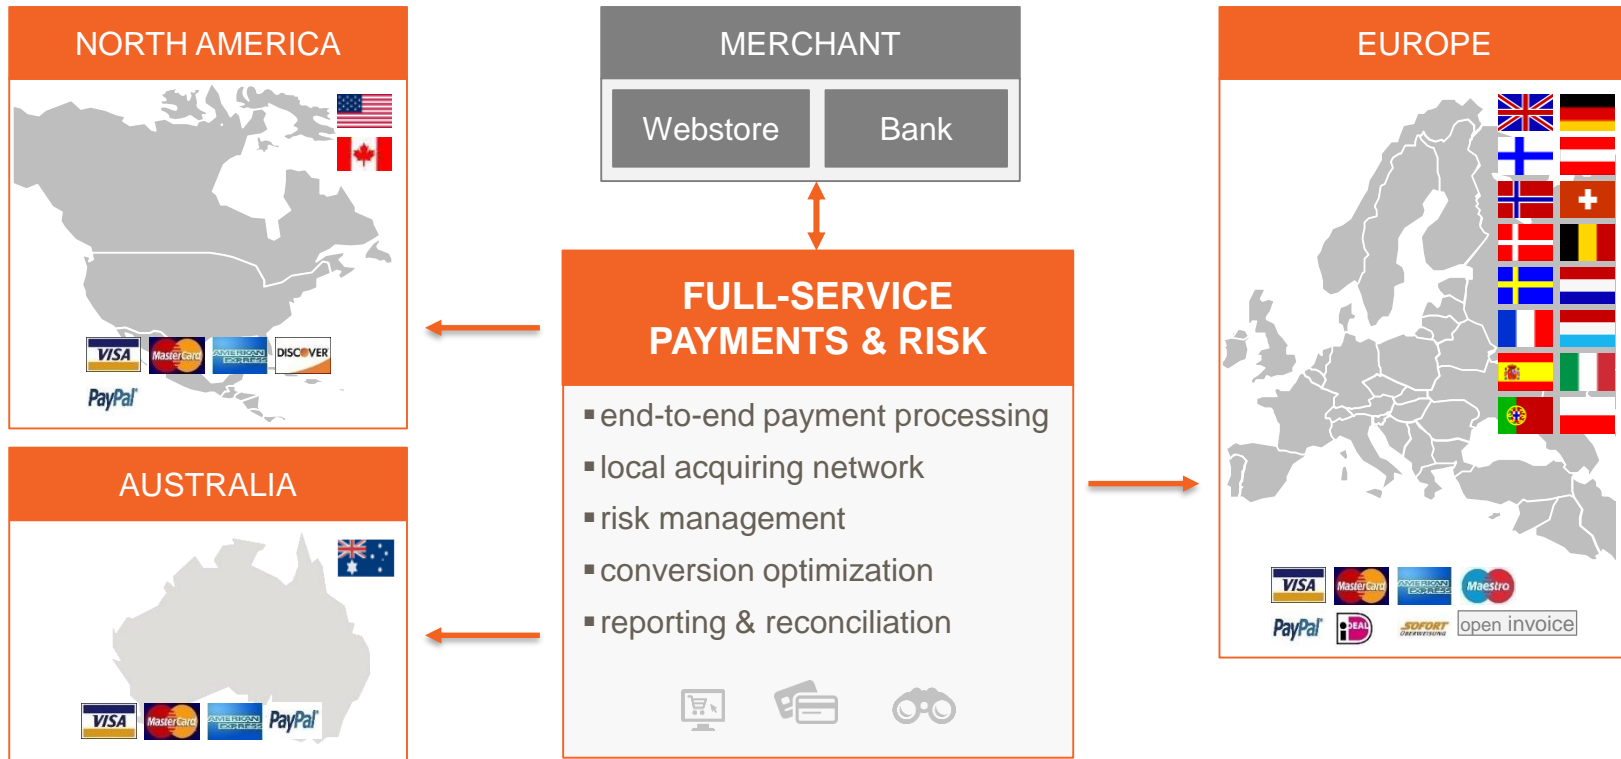 NORTH AMERICA
VISA
MasterCard
AMERICAN
EXPRESS
DISCOVER
PayPal
AUSTRALIA
VISA
MasterCard
AMERICAN
EXPRESS
PayPal
MERCHANT
Webstore
Bank
FULL-SERVICE
PAYMENTS & RISK
▪ end-to-end payment processing
▪ local acquiring network
▪ risk management
▪ conversion optimization
▪ reporting & reconciliation
EUROPE
VISA
MasterCard
AMERICAN
EXPRESS
Maestro
PayPal
iDEAL
SOFORT
ÜBERWEISUNG
open invoice